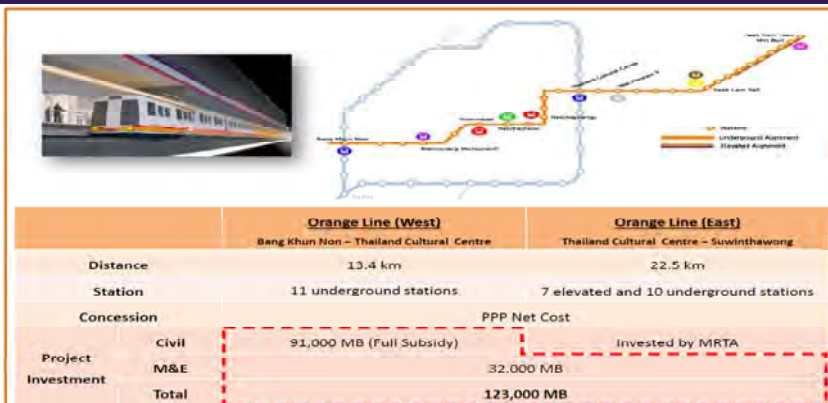 Bang Khun Non
Stations
Underground Alignment
Elevated Alignment
Orange Line (West)
Bang Khun Non – Thailand Cultural Centre
Orange Line (East)
Thailand Cultural Centre – Suwinthawong
Distance
13.4 km
22.5 km
Station
11 underground stations
7 elevated and 10 underground stations
Concession
PPP Net Cost
Project
Investment
Civil
91,000 MB (Full Subsidy)
Invested by MRTA
M&E
32.000 MB
Total
123,000 MB